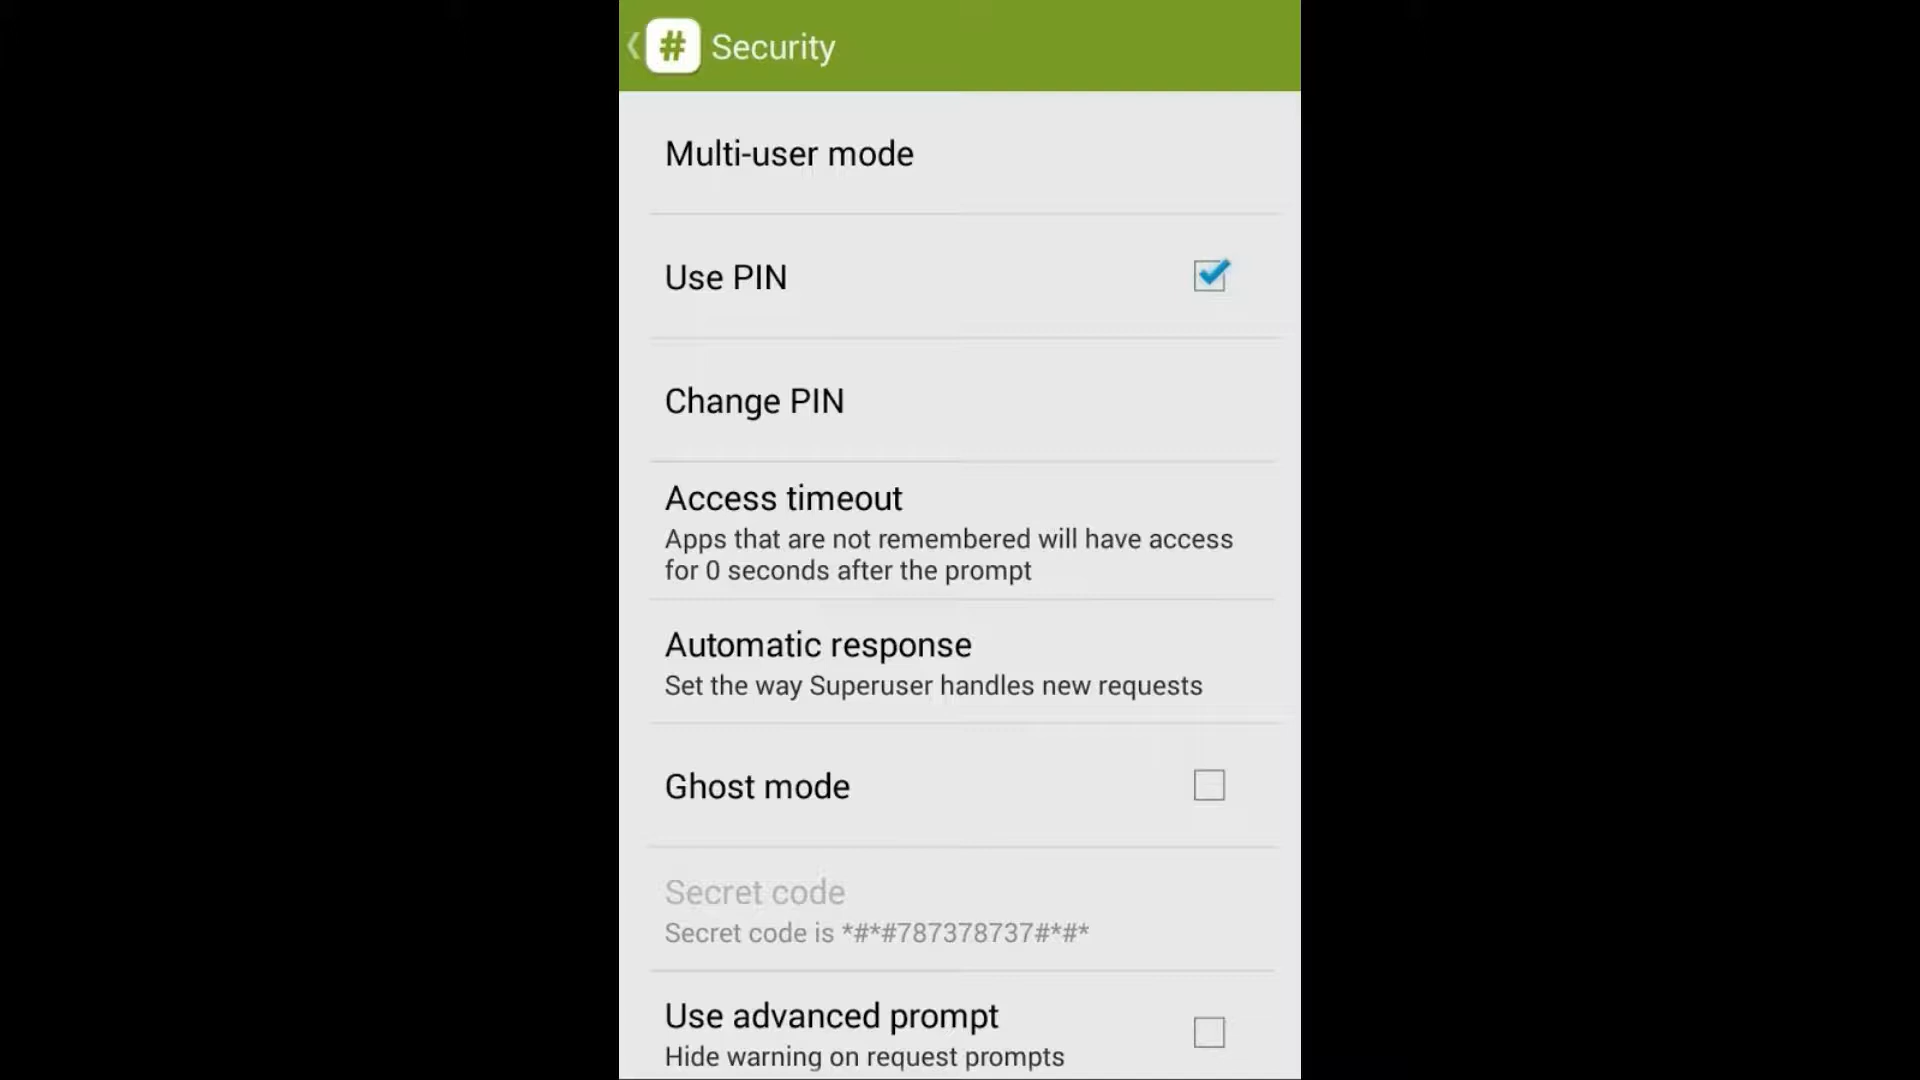 # Security
Multi-user mode
Use PIN
Change PIN
Access timeout
Apps that are not remembered will have access
for 0 seconds after the prompt
Automatic response
Set the way Superuser handles new requests
Ghost mode
Secret code
Secret code is *#*#787378737#*#*
Use advanced prompt
Hide warning on request prompts